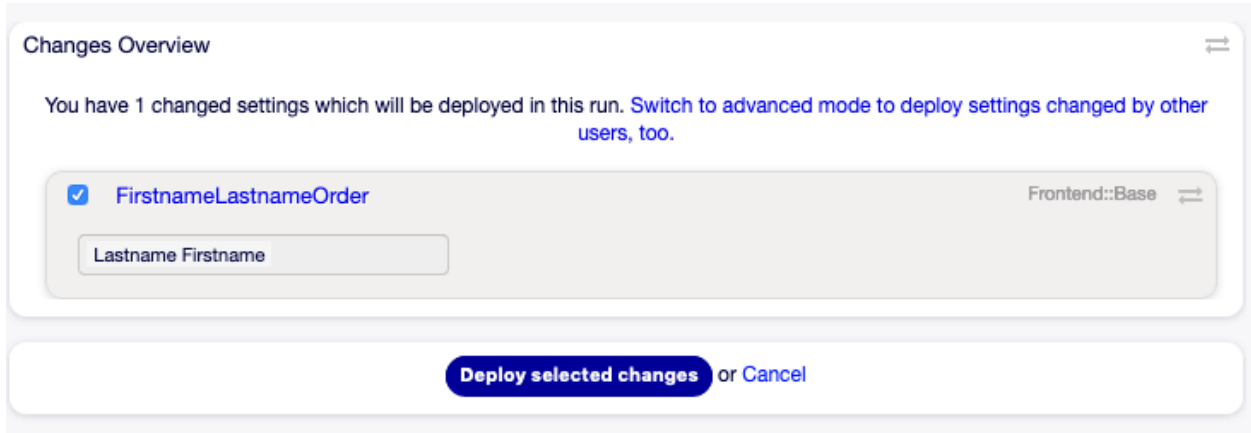 Changes Overview
You have 1 changed settings which will be deployed in this run. Switch to advanced mode to deploy settings changed by other
users, too.
FirstnameLastnameOrder
Frontend::Base
Lastname Firstname
Deploy selected changes or Cancel